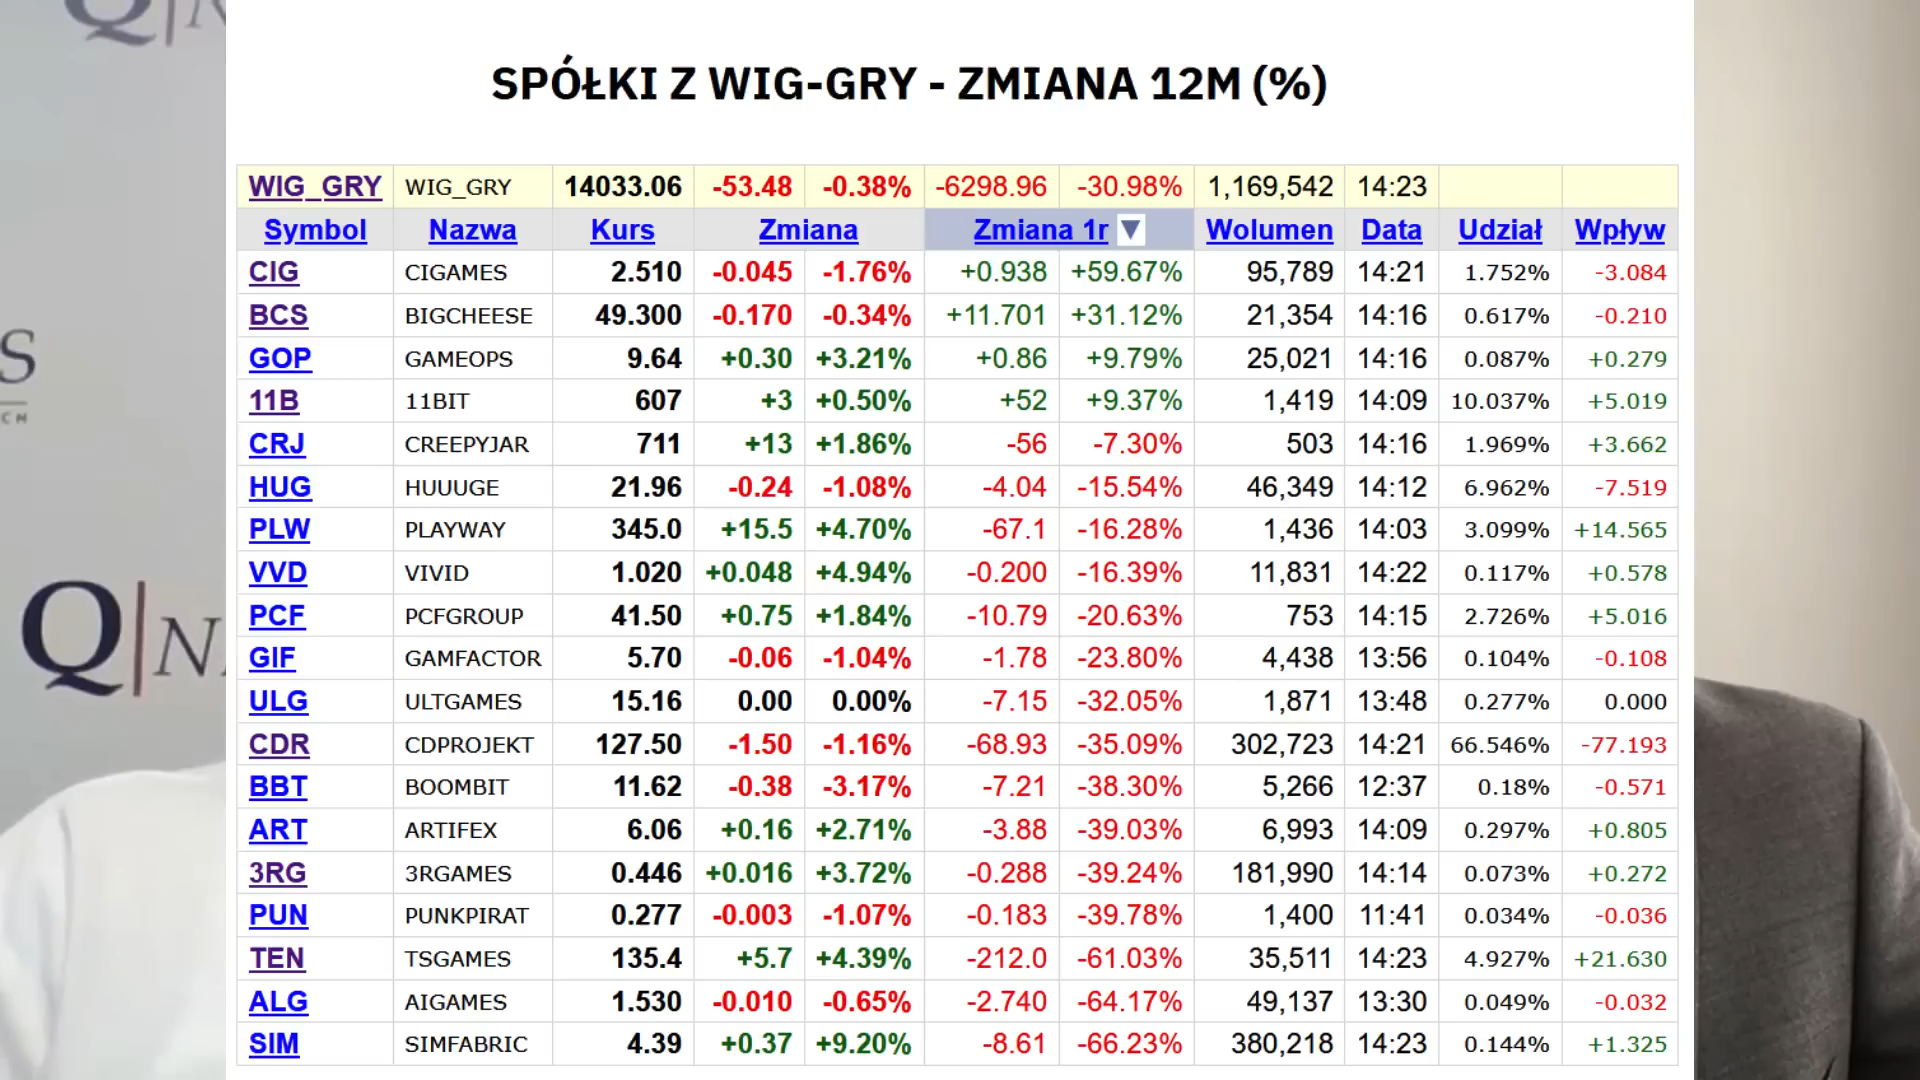 Q|N
SPÓŁKI Z WIG-GRY - ZMIANA 12M (%)
WIG_GRY WIG_GRY 14033.06 -53.48 -0.38% -6298.96 -30.98% 1,169,542 14:23
Symbol Nazwa Kurs Zmiana Zmiana 1r ▼ Wolumen Data Udział Wpływ
CIG CIGAMES 2.510 -0.045 -1.76% +0.938 +59.67% 95,789 14:21 1.752% -3.084
BCS BIGCHEESE 49.300 -0.170 -0.34% +11.701 +31.12% 21,354 14:16 0.617% -0.210
GOP GAMEOPS 9.64 +0.30 +3.21% +0.86 +9.79% 25,021 14:16 0.087% +0.279
S
11B 11BIT 607 +3 +0.50% +52 +9.37% 1,419 14:09 10.037% +5.019
CH
CRJ CREEPYJAR 711 +13 +1.86% -56 -7.30% 503 14:16 1.969% +3.662
HUG HUUUGE 21.96 -0.24 -1.08% -4.04 -15.54% 46,349 14:12 6.962% -7.519
PLW PLAYWAY 345.0 +15.5 +4.70% -67.1 -16.28% 1,436 14:03 3.099% +14.565
VVD VIVID 1.020 +0.048 +4.94% -0.200 -16.39% 11,831 14:22 0.117% +0.578
PCF PCFGROUP 41.50 +0.75 +1.84% -10.79 -20.63% 753 14:15 2.726% +5.016
Q|N
GIF GAMFACTOR 5.70 -0.06 -1.04% -1.78 -23.80% 4,438 13:56 0.104% -0.108
ULG ULTGAMES 15.16 0.00 0.00% -7.15 -32.05% 1,871 13:48 0.277% 0.000
CDR CDPROJEKT 127.50 -1.50 -1.16% -68.93 -35.09% 302,723 14:21 66.546% -77.193
BBT BOOMBIT 11.62 -0.38 -3.17% -7.21 -38.30% 5,266 12:37 0.18% -0.571
ART ARTIFEX 6.06 +0.16 +2.71% -3.88 -39.03% 6,993 14:09 0.297% +0.805
3RG 3RGAMES 0.446 +0.016 +3.72% -0.288 -39.24% 181,990 14:14 0.073% +0.272
PUN PUNKPIRAT 0.277 -0.003 -1.07% -0.183 -39.78% 1,400 11:41 0.034% -0.036
TEN TSGAMES 135.4 +5.7 +4.39% -212.0 -61.03% 35,511 14:23 4.927% +21.630
ALG AIGAMES 1.530 -0.010 -0.65% -2.740 -64.17% 49,137 13:30 0.049% -0.032
SIM SIMFABRIC 4.39 +0.37 +9.20% -8.61 -66.23% 380,218 14:23 0.144% +1.325